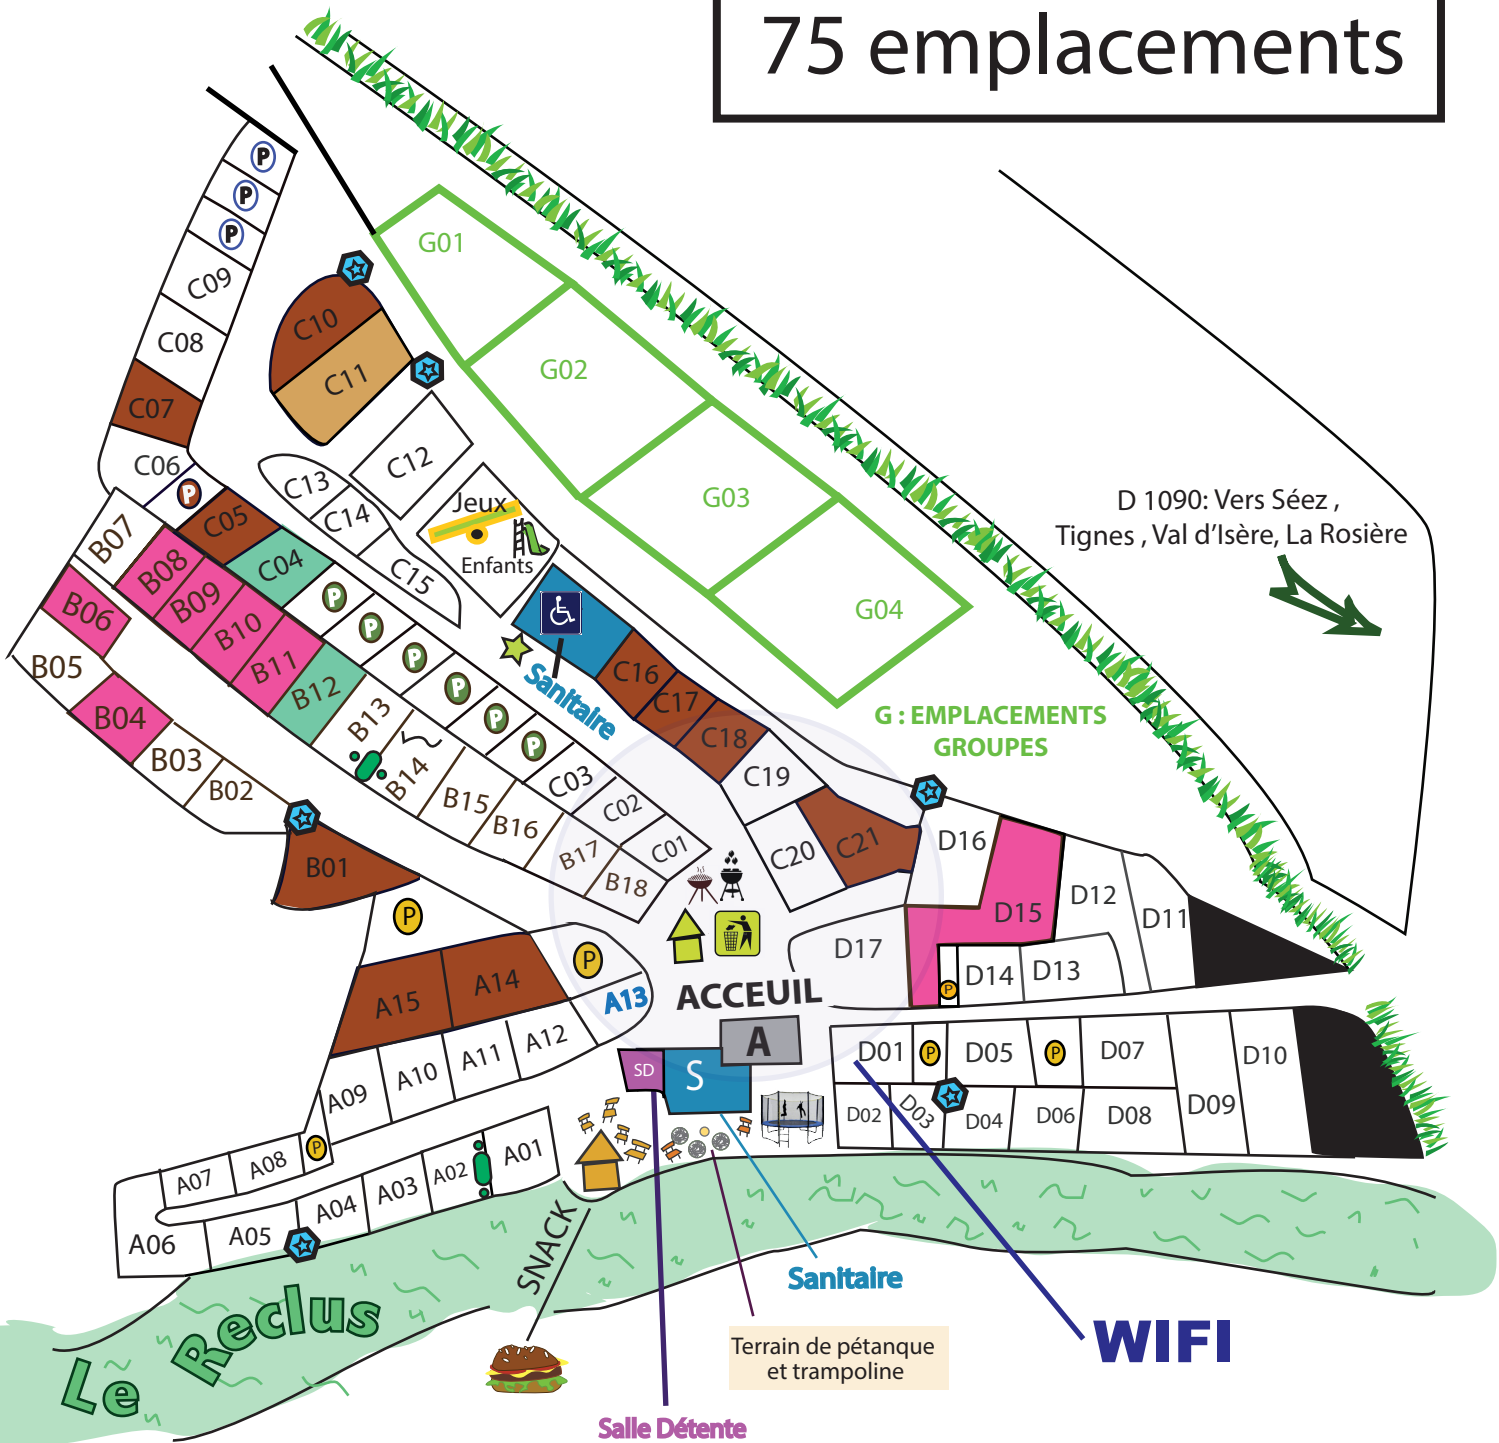 75 emplacements
P
P
P
C09
C08
C07
C06
P
C10
C11
C12
C13
C14
C15
Jeux
Enfants
G01
G02
G03
G04
G : EMPLACEMENTS
GROUPES
D 1090: Vers Séez ,
Tignes , Val d'Isère, La Rosière
C05
C04
P
P
P
P
P
P
C03
C02
C01
B07
B08
B09
B10
B11
B12
B13
B14
B15
B16
B17
B18
B06
B05
B04
B03
B02
B01
Sanitaire
C16
C17
C18
C19
C20
C21
D16
D15
D12
D11
D17
P
D14
D13
P
A15
A14
P
A13
ACCEUIL
A
A09
A10
A11
A12
SD
S
D01
P
D05
P
D07
D09
D10
D02
D03
D04
D06
D08
A07
A08
P
A06
A05
A04
A03
A02
A01
SNACK
Sanitaire
Le Reclus
Terrain de pétanque
et trampoline
WIFI
Salle Détente